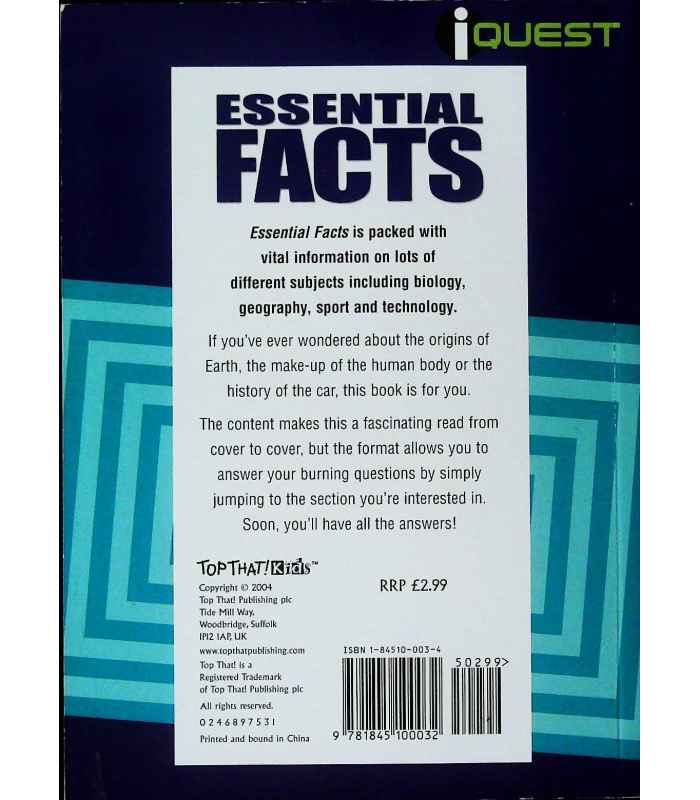 iQUEST
ESSENTIAL
FACTS
Essential Facts is packed with
vital information on lots of
different subjects including biology,
geography, sport and technology.
If you've ever wondered about the origins of
Earth, the make-up of the human body or the
history of the car, this book is for you.
The content makes this a fascinating read from
cover to cover, but the format allows you to
answer your burning questions by simply
jumping to the section you're interested in.
Soon, you'll have all the answers!
TOP THAT! Kids™
Copyright © 2004
Top That! Publishing plc
Tide Mill Way,
Woodbridge, Suffolk
IP12 1AP, UK
www.topthatpublishing.com
Top That! is a
Registered Trademark
of Top That! Publishing plc
All rights reserved.
0 2 4 6 8 9 7 5 3 1
Printed and bound in China
RRP £2.99
ISBN 1-84510-003-4
50299>
9 781845 100032